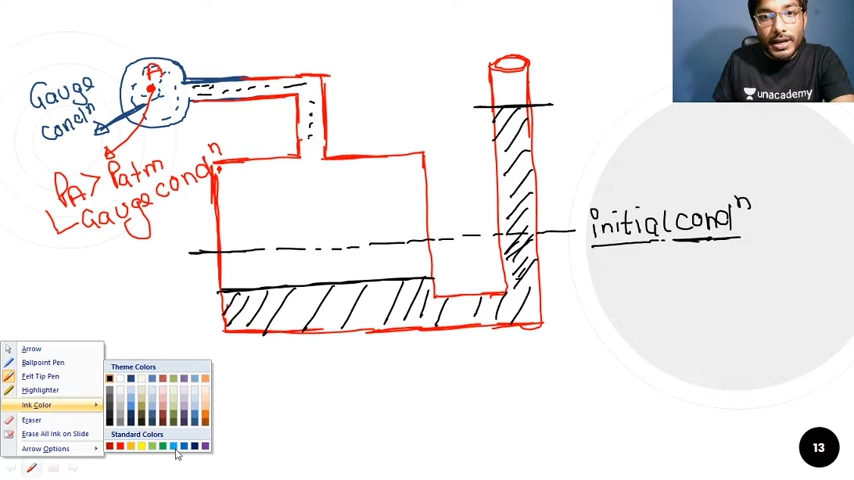 A
Gauge
condⁿ
PA > Patm
Gauge condⁿ
initial condⁿ
unacademy
Arrow
Ballpoint Pen
Felt Tip Pen
Highlighter
Ink Color
Eraser
Erase All Ink on Slide
Arrow Options
Theme Colors
Standard Colors
13